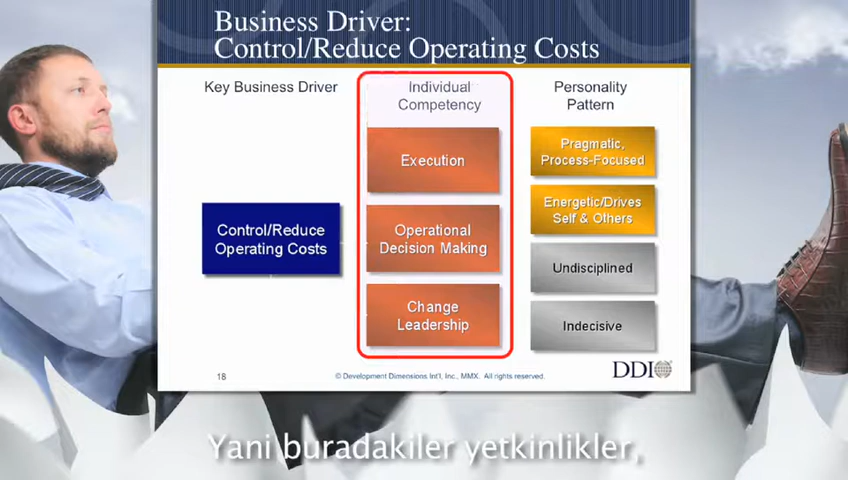 Business Driver:
Control/Reduce Operating Costs
Key Business Driver
Control/Reduce
Operating Costs
Individual
Competency
Execution
Operational
Decision Making
Change
Leadership
Personality
Pattern
Pragmatic,
Process-Focused
Energetic/Drives
Self & Others
Undisciplined
Indecisive
18
© Development Dimensions Int'l, Inc., MMX. All rights reserved.
DDI
Yani buradakiler yetkinlikler,